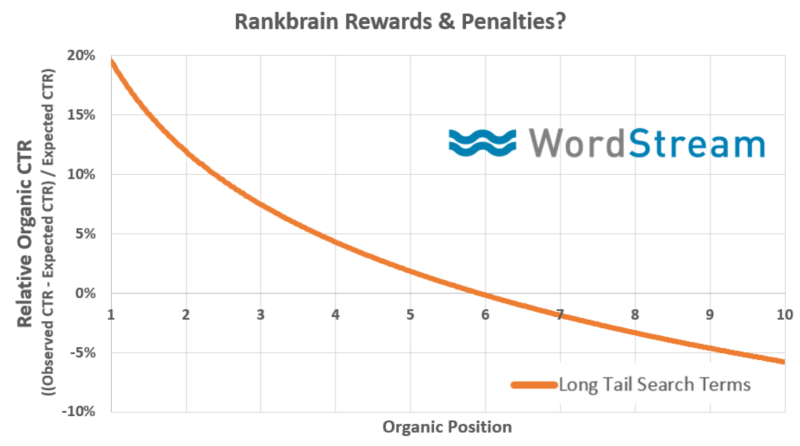 Rankbrain Rewards & Penalties?
Relative Organic CTR
((Observed CTR - Expected CTR) / Expected CTR)
20%
15%
10%
5%
0%
-5%
-10%
WordStream
1 2 3 4 5 6 7 8 9 10
Long Tail Search Terms
Organic Position